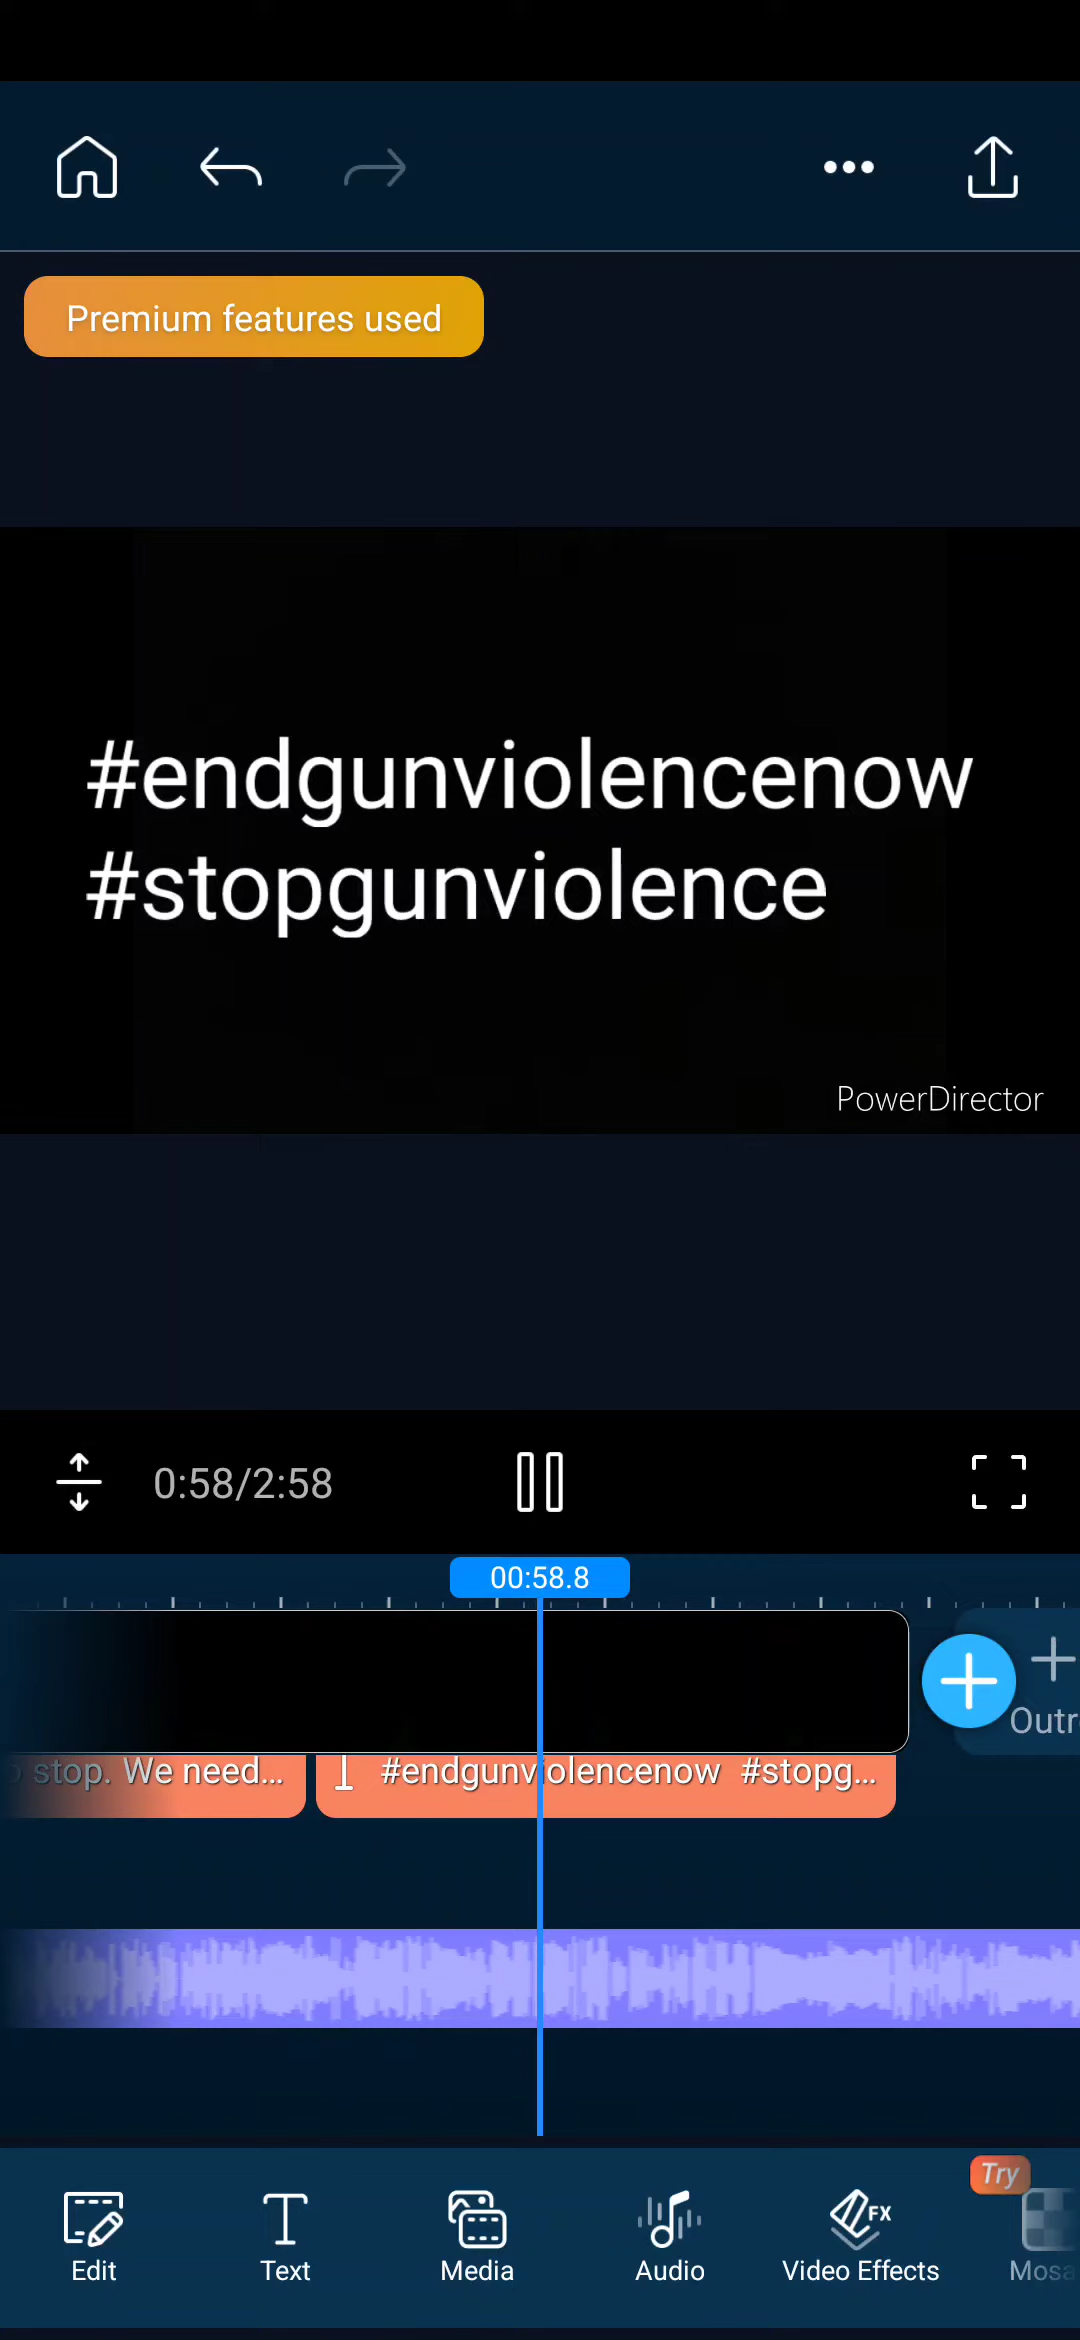 Premium features used
#endgunviolencenow
#stopgunviolence
PowerDirector
0:58/2:58
00:58.8
Outr
stop. We need...
#endgunviolencenow #stopg...
Try
FX
Edit
Text
Media
Audio
Video Effects
Mosa